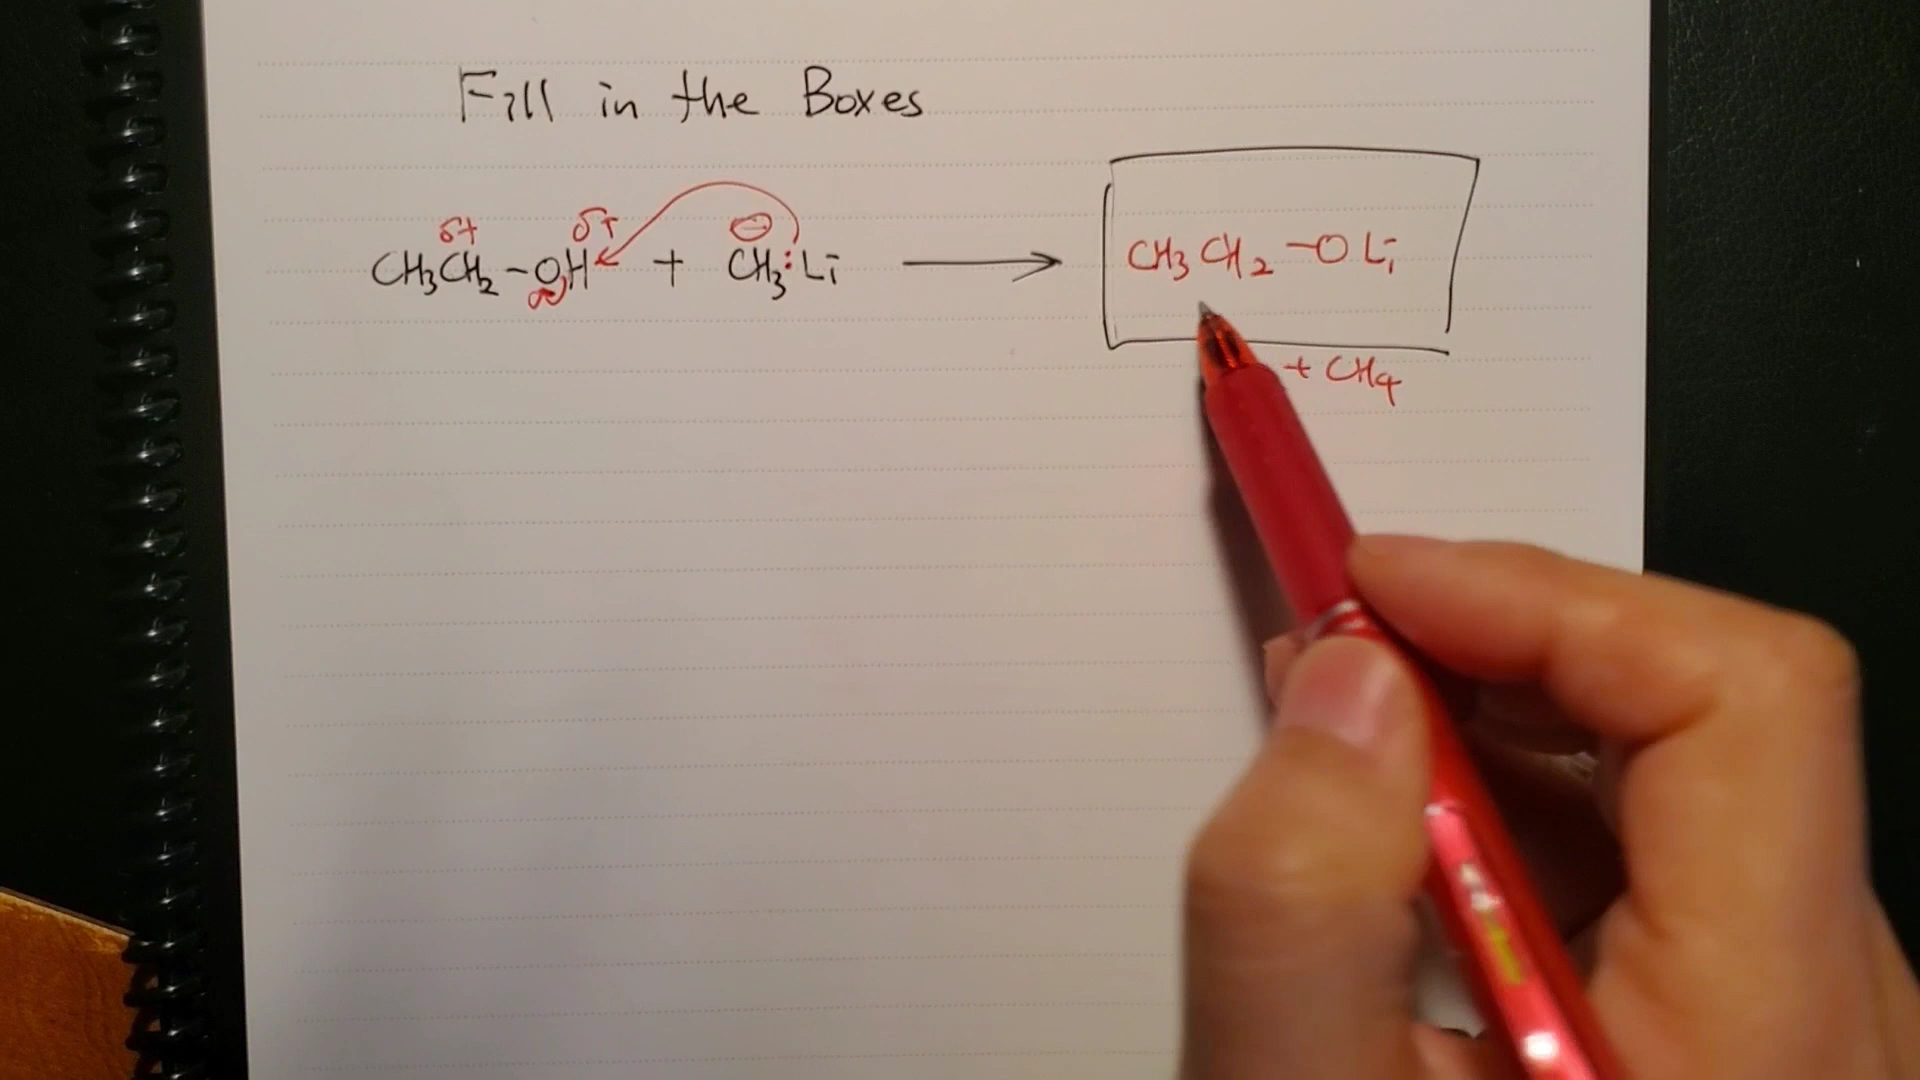 Fill in the Boxes
δ+ δ+ ⊖
CH3CH2-OH + CH3:Li → CH3CH2-OLi
+ CH4